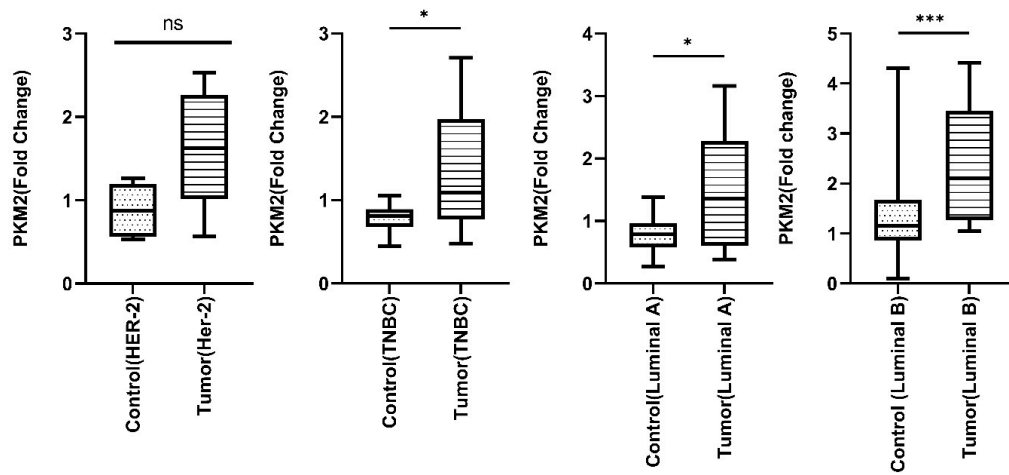 ns
PKM2(Fold Change)
3
2
1
0
Control(HER-2)
Tumor(Her-2)
*
PKM2(Fold Change)
3
2
1
0
Control(TNBC)
Tumor(TNBC)
*
PKM2(Fold Change)
4
3
2
1
0
Control(Luminal A)
Tumor(Luminal A)
***
PKM2(Fold change)
5
4
3
2
1
0
Control (Luminal B)
Tumor(Luminal B)